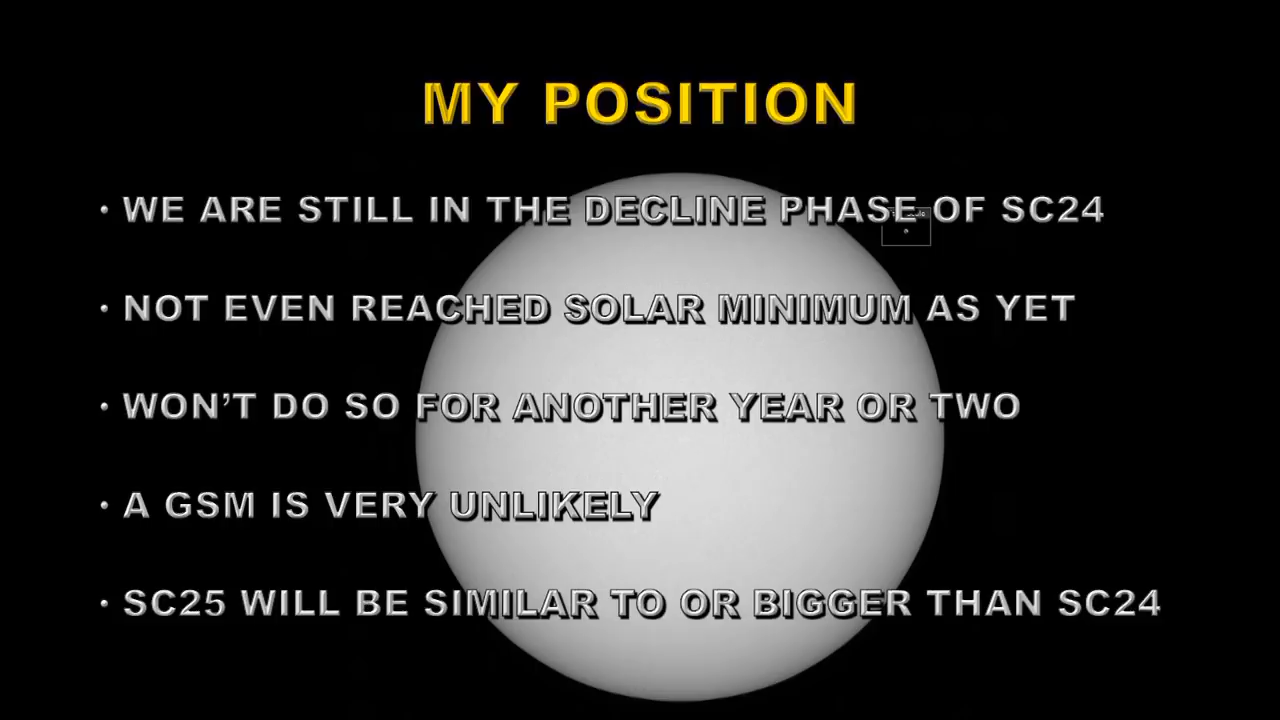 MY POSITION
• WE ARE STILL IN THE DECLINE PHASE OF SC24
• NOT EVEN REACHED SOLAR MINIMUM AS YET
• WON'T DO SO FOR ANOTHER YEAR OR TWO
• A GSM IS VERY UNLIKELY
• SC25 WILL BE SIMILAR TO OR BIGGER THAN SC24